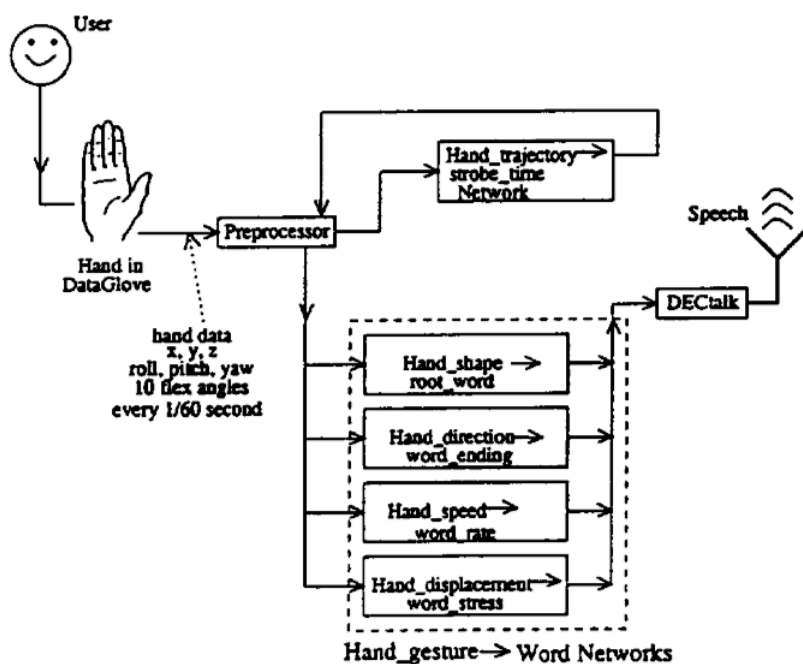 User
Hand_trajectory →
strobe_time
Network
Speech
Preprocessor
Hand in
DataGlove
DECtalk
hand data
x, y, z
roll, pitch, yaw
10 flex angles
every 1/60 second
Hand_shape →
root_word
Hand_direction →
word_ending
Hand_speed →
word_rate
Hand_displacement →
word_stress
Hand_gesture → Word Networks